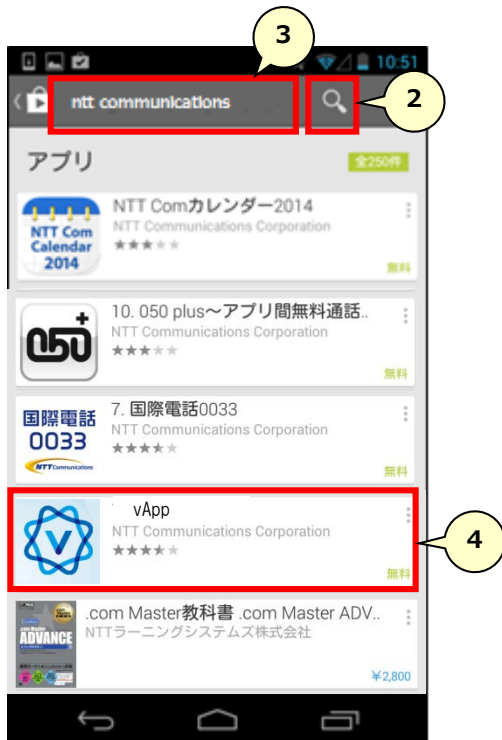 3
10:51
ntt communications
2
アプリ
全250件
NTT Com
Calendar
2014
NTT Comカレンダー2014
NTT Communications Corporation
無料
050
10. 050 plus～アプリ間無料通話..
NTT Communications Corporation
無料
国際電話
0033
NTT Communications
7. 国際電話0033
NTT Communications Corporation
無料
V
vApp
NTT Communications Corporation
無料
4
.com Master
ADVANCE
.com Master教科書 .com Master ADV..
NTTラーニングシステムズ株式会社
¥2,800